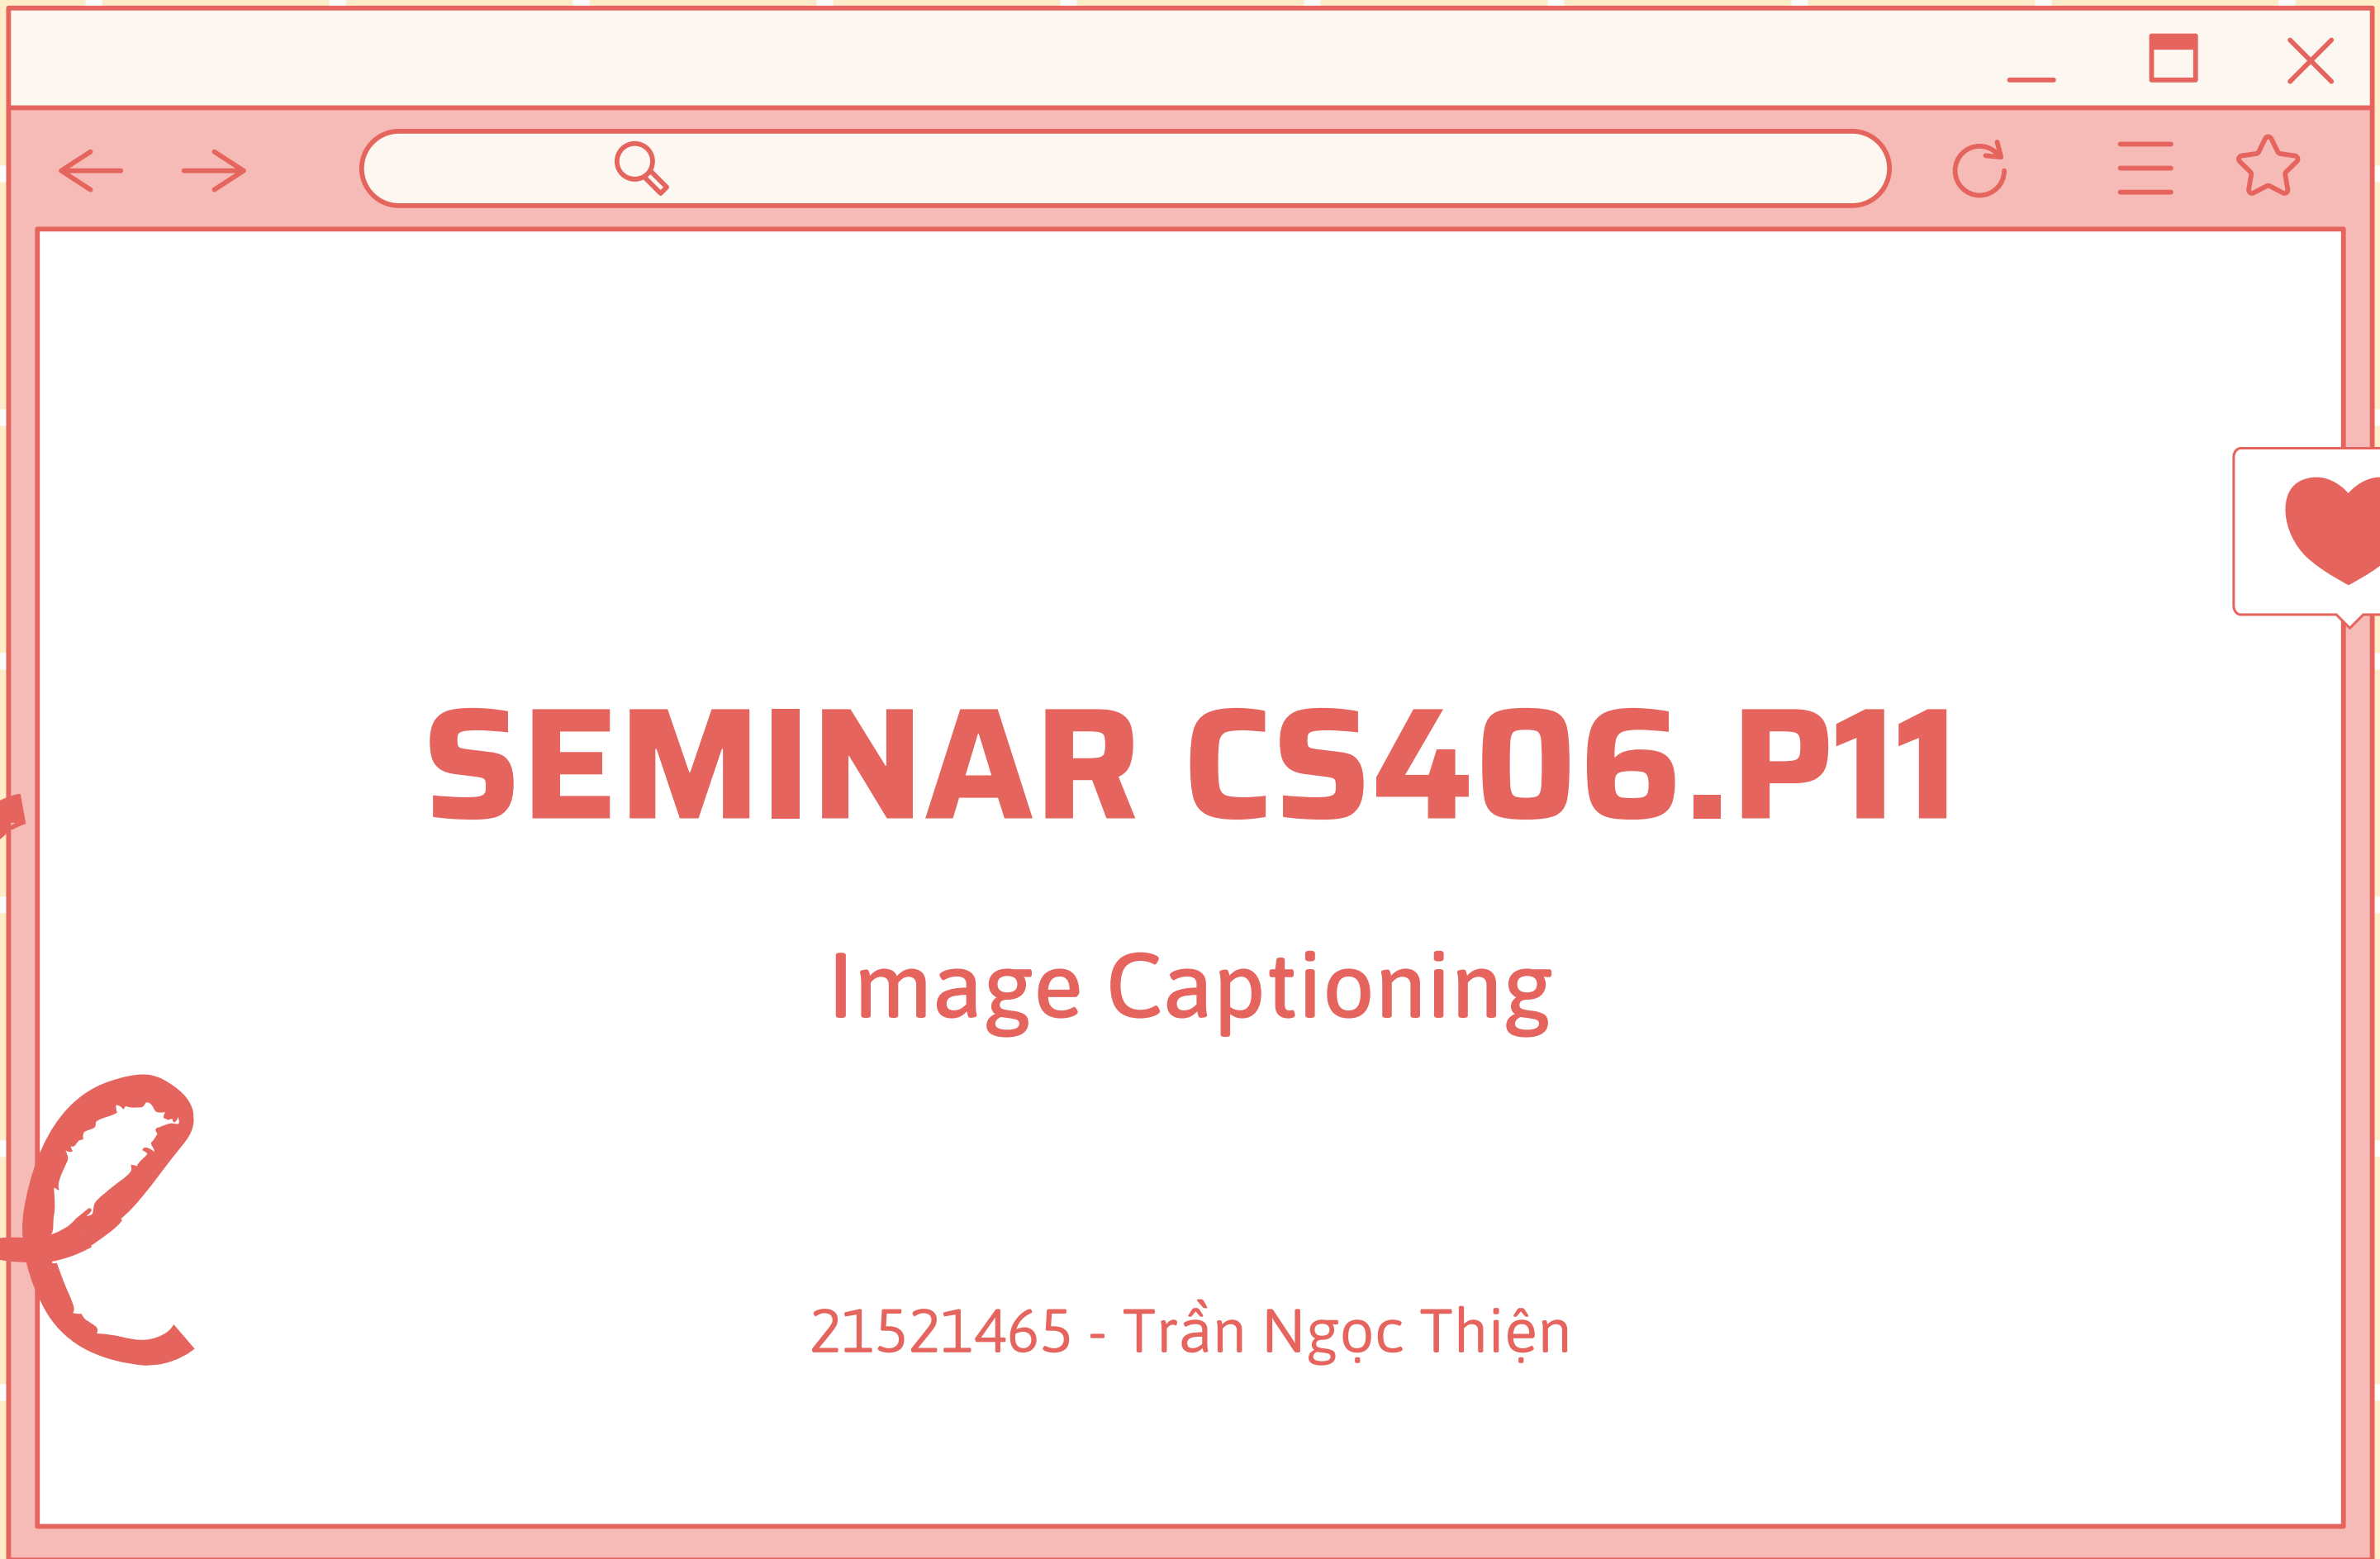 SEMINAR CS406.P11
Image Captioning
21521465 - Trần Ngọc Thiện